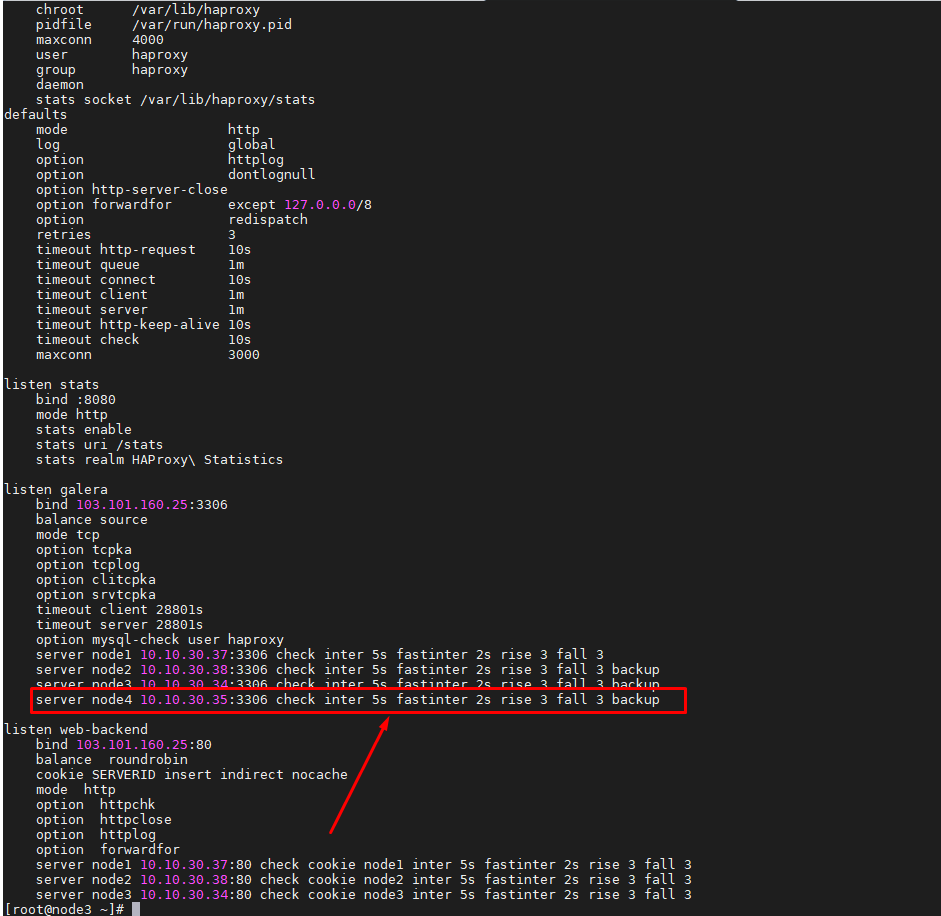 chroot      /var/lib/haproxy
    pidfile     /var/run/haproxy.pid
    maxconn     4000
    user        haproxy
    group       haproxy
    daemon
    stats socket /var/lib/haproxy/stats
defaults
    mode                    http
    log                     global
    option                  httplog
    option                  dontlognull
    option http-server-close
    option forwardfor       except 127.0.0.0/8
    option                  redispatch
    retries                 3
    timeout http-request    10s
    timeout queue           1m
    timeout connect         10s
    timeout client          1m
    timeout server          1m
    timeout http-keep-alive 10s
    timeout check           10s
    maxconn                 3000

listen stats
    bind :8080
    mode http
    stats enable
    stats uri /stats
    stats realm HAProxy\ Statistics

listen galera
    bind 103.101.160.25:3306
    balance source
    mode tcp
    option tcpka
    option tcplog
    option clitcpka
    option srvtcpka
    timeout client 28801s
    timeout server 28801s
    option mysql-check user haproxy
    server node1 10.10.30.37:3306 check inter 5s fastinter 2s rise 3 fall 3
    server node2 10.10.30.38:3306 check inter 5s fastinter 2s rise 3 fall 3 backup
    server node3 10.10.30.34:3306 check inter 5s fastinter 2s rise 3 fall 3 backup
    server node4 10.10.30.35:3306 check inter 5s fastinter 2s rise 3 fall 3 backup

listen web-backend
    bind 103.101.160.25:80
    balance  roundrobin
    cookie SERVERID insert indirect nocache
    mode  http
    option  httpchk
    option  httpclose
    option  httplog
    option  forwardfor
    server node1 10.10.30.37:80 check cookie node1 inter 5s fastinter 2s rise 3 fall 3
    server node2 10.10.30.38:80 check cookie node2 inter 5s fastinter 2s rise 3 fall 3
    server node3 10.10.30.34:80 check cookie node3 inter 5s fastinter 2s rise 3 fall 3
[root@node3 ~]#